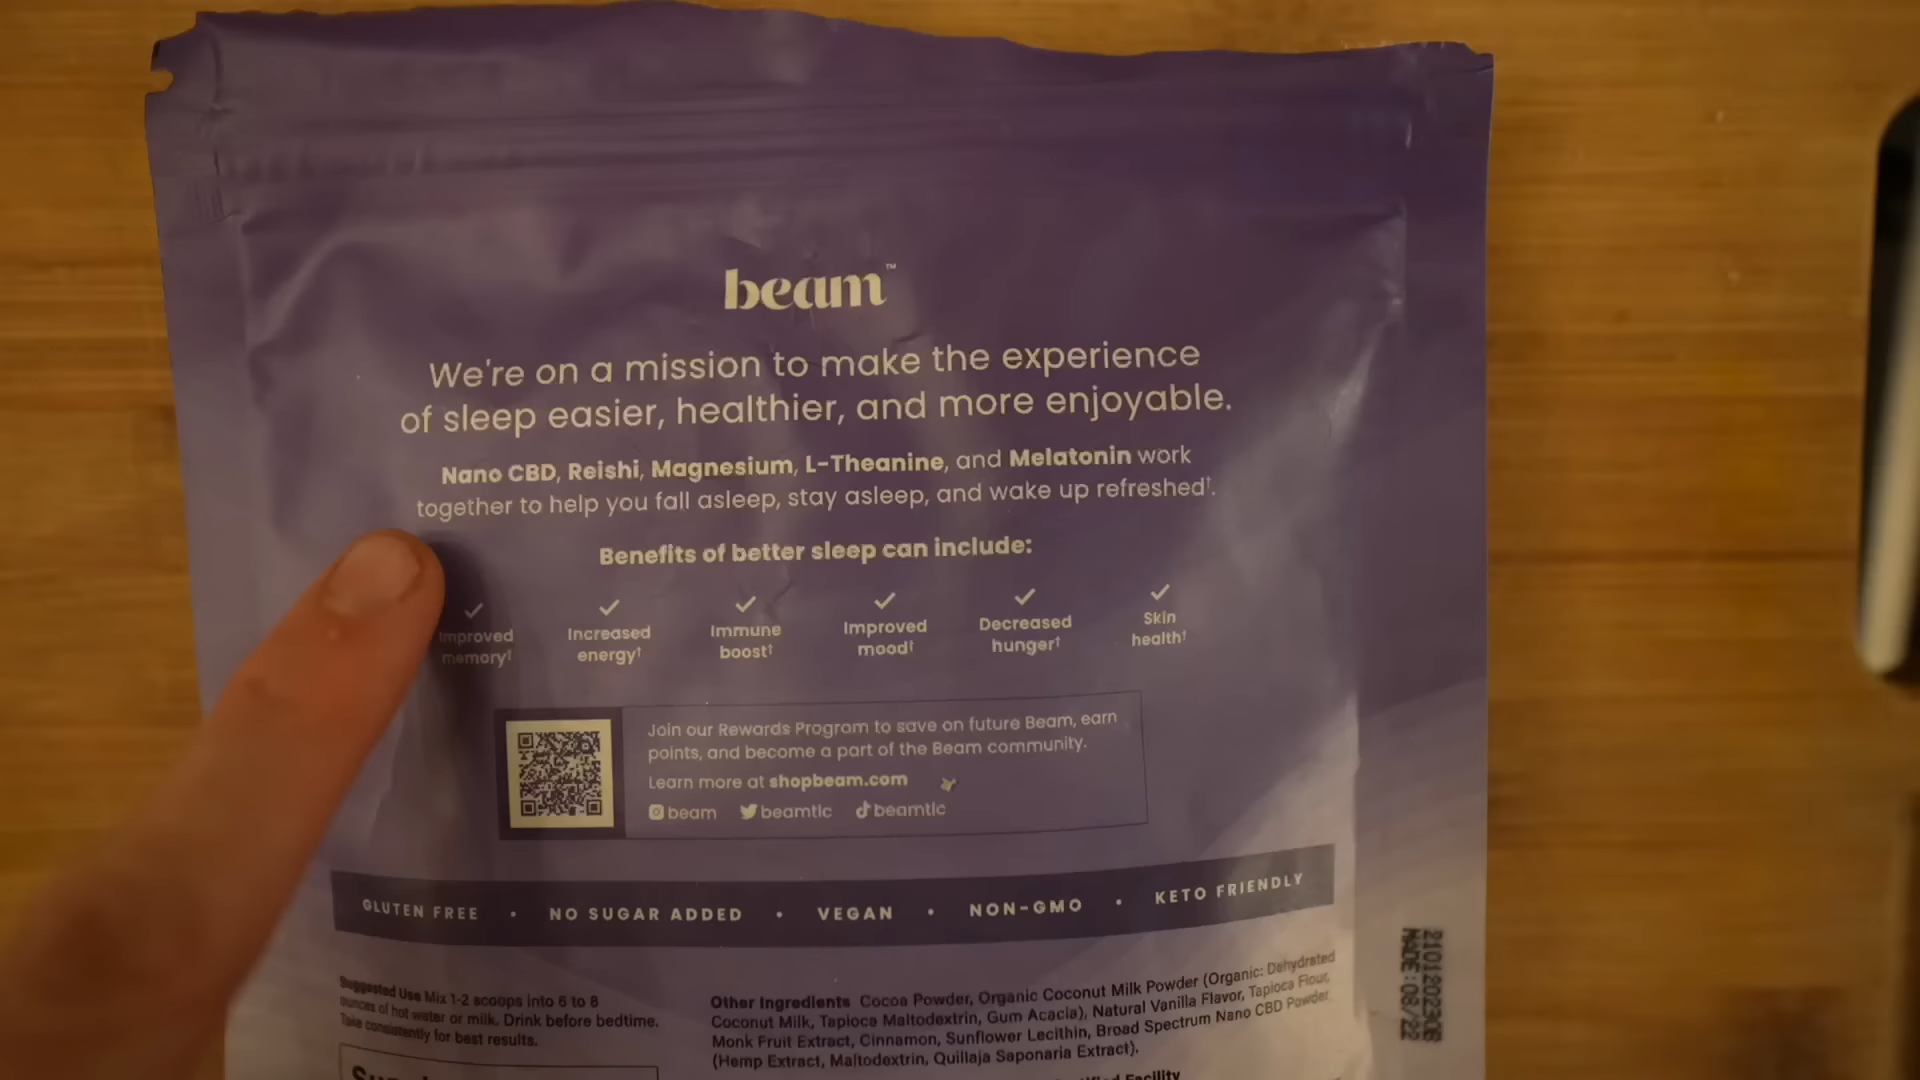 beam™
We're on a mission to make the experience
of sleep easier, healthier, and more enjoyable.
Nano CBD, Reishi, Magnesium, L-Theanine, and Melatonin work
together to help you fall asleep, stay asleep, and wake up refreshed†.
Benefits of better sleep can include:
✓ ✓ ✓ ✓ ✓ ✓
Improved memory†
Increased energy†
Immune boost†
Improved mood†
Decreased hunger†
Skin health†
Join our Rewards Program to save on future Beam, earn
points, and become a part of the Beam community.
Learn more at shopbeam.com
beam beamtlc beamtlc
GLUTEN FREE • NO SUGAR ADDED • VEGAN • NON-GMO • KETO FRIENDLY
Suggested Use Mix 1-2 scoops into 6 to 8
ounces of hot water or milk. Drink before bedtime.
Take consistently for best results.
Other Ingredients Cocoa Powder, Organic Coconut Milk Powder (Organic: Dehydrated
Coconut Milk, Tapioca Maltodextrin, Gum Acacia), Natural Vanilla Flavor, Tapioca Flour,
Monk Fruit Extract, Cinnamon, Sunflower Lecithin, Broad Spectrum Nano CBD Powder
(Hemp Extract, Maltodextrin, Quillaja Saponaria Extract).
Facility
MADE: 08/22